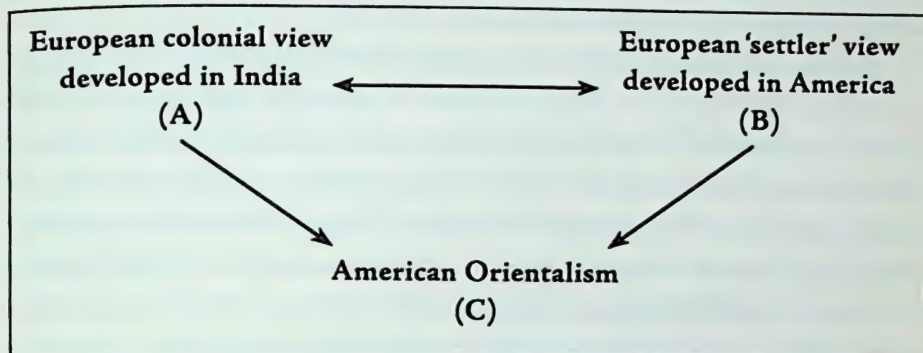 European colonial view
developed in India
(A)
European 'settler' view
developed in America
(B)
American Orientalism
(C)